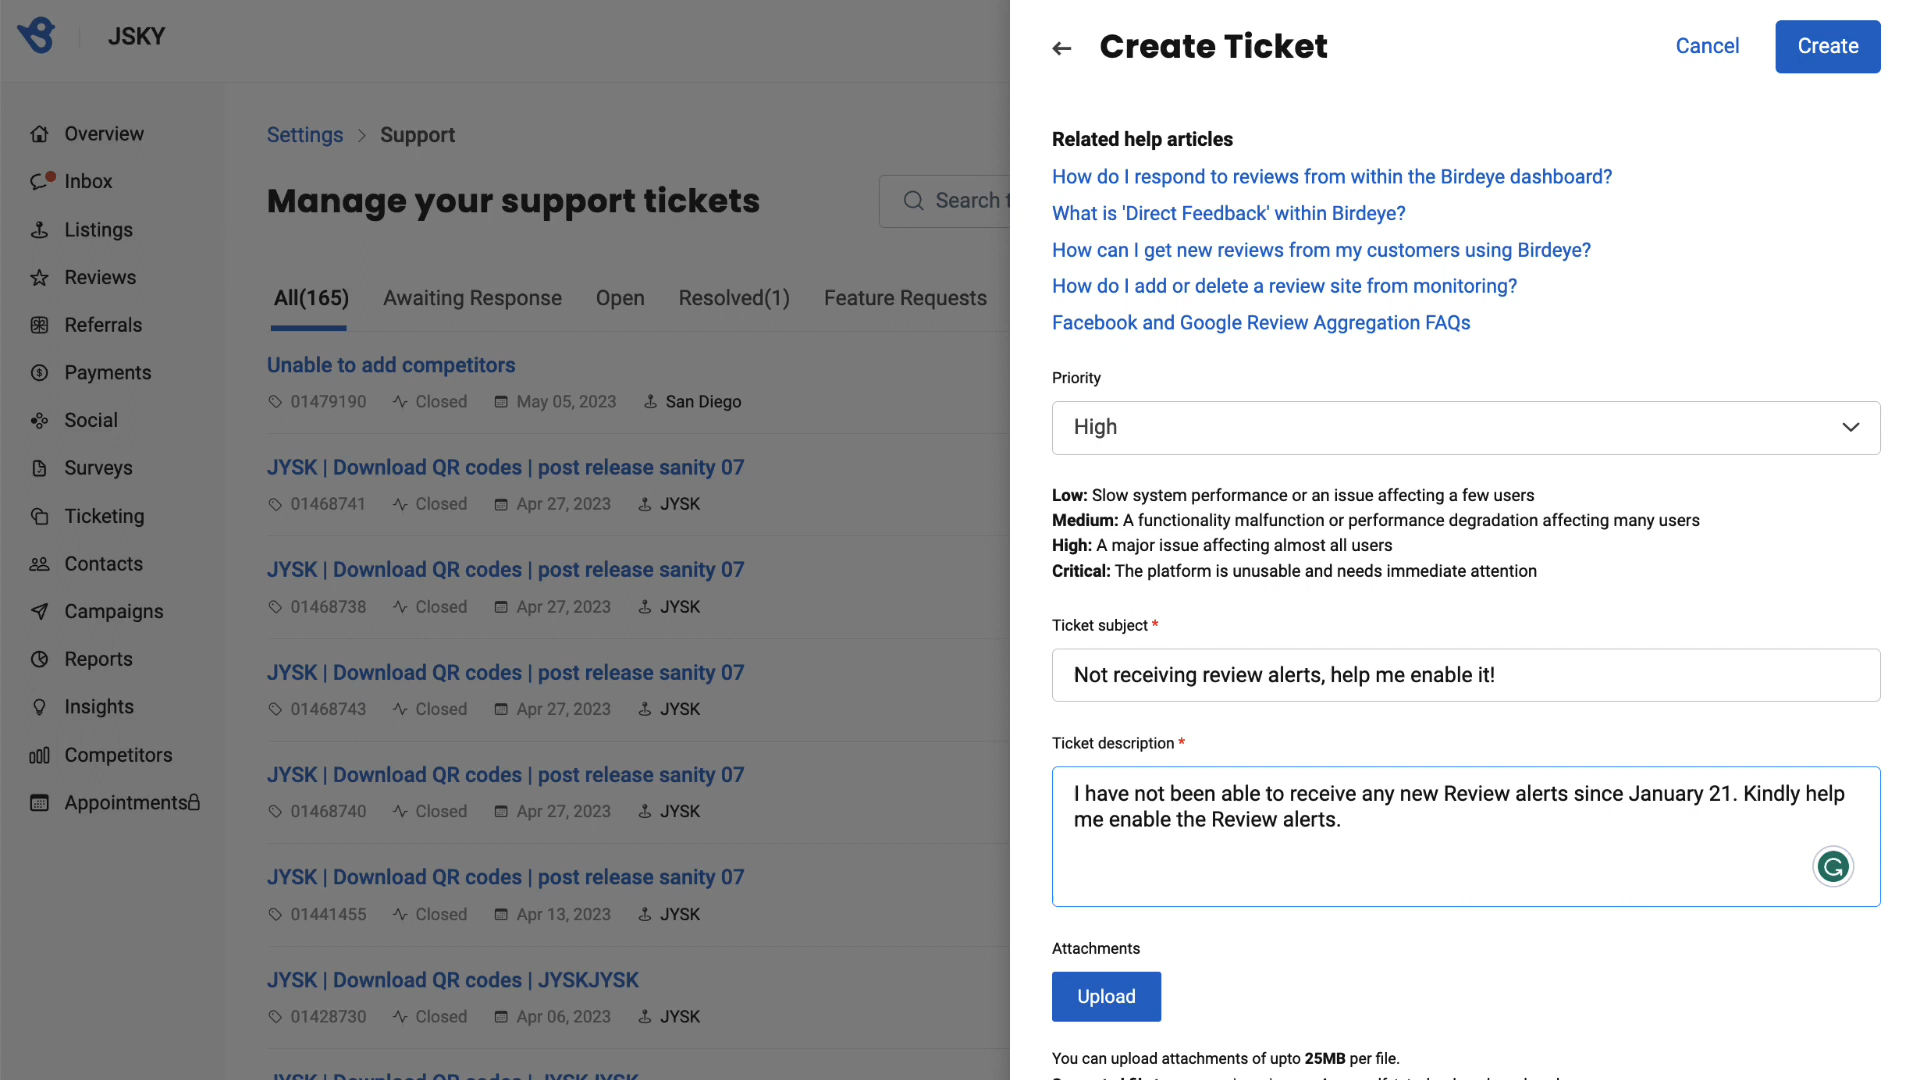 JSKY
Overview
Inbox
Listings
Reviews
Referrals
Payments
Social
Surveys
Ticketing
Contacts
Campaigns
Reports
Insights
Competitors
Appointments
Settings > Support
Manage your support tickets
Search
All(165) Awaiting Response Open Resolved(1) Feature Requests
Unable to add competitors
01479190 Closed May 05, 2023 San Diego
JYSK | Download QR codes | post release sanity 07
01468741 Closed Apr 27, 2023 JYSK
JYSK | Download QR codes | post release sanity 07
01468738 Closed Apr 27, 2023 JYSK
JYSK | Download QR codes | post release sanity 07
01468743 Closed Apr 27, 2023 JYSK
JYSK | Download QR codes | post release sanity 07
01468740 Closed Apr 27, 2023 JYSK
JYSK | Download QR codes | post release sanity 07
01441455 Closed Apr 13, 2023 JYSK
JYSK | Download QR codes | JYSKJYSK
01428730 Closed Apr 06, 2023 JYSK
JYSK | Download QR codes | JYSKJYSK
Create Ticket
Cancel
Create
Related help articles
How do I respond to reviews from within the Birdeye dashboard?
What is 'Direct Feedback' within Birdeye?
How can I get new reviews from my customers using Birdeye?
How do I add or delete a review site from monitoring?
Facebook and Google Review Aggregation FAQs
Priority
High
Low: Slow system performance or an issue affecting a few users
Medium: A functionality malfunction or performance degradation affecting many users
High: A major issue affecting almost all users
Critical: The platform is unusable and needs immediate attention
Ticket subject *
Not receiving review alerts, help me enable it!
Ticket description *
I have not been able to receive any new Review alerts since January 21. Kindly help
me enable the Review alerts.
Attachments
Upload
You can upload attachments of upto 25MB per file.